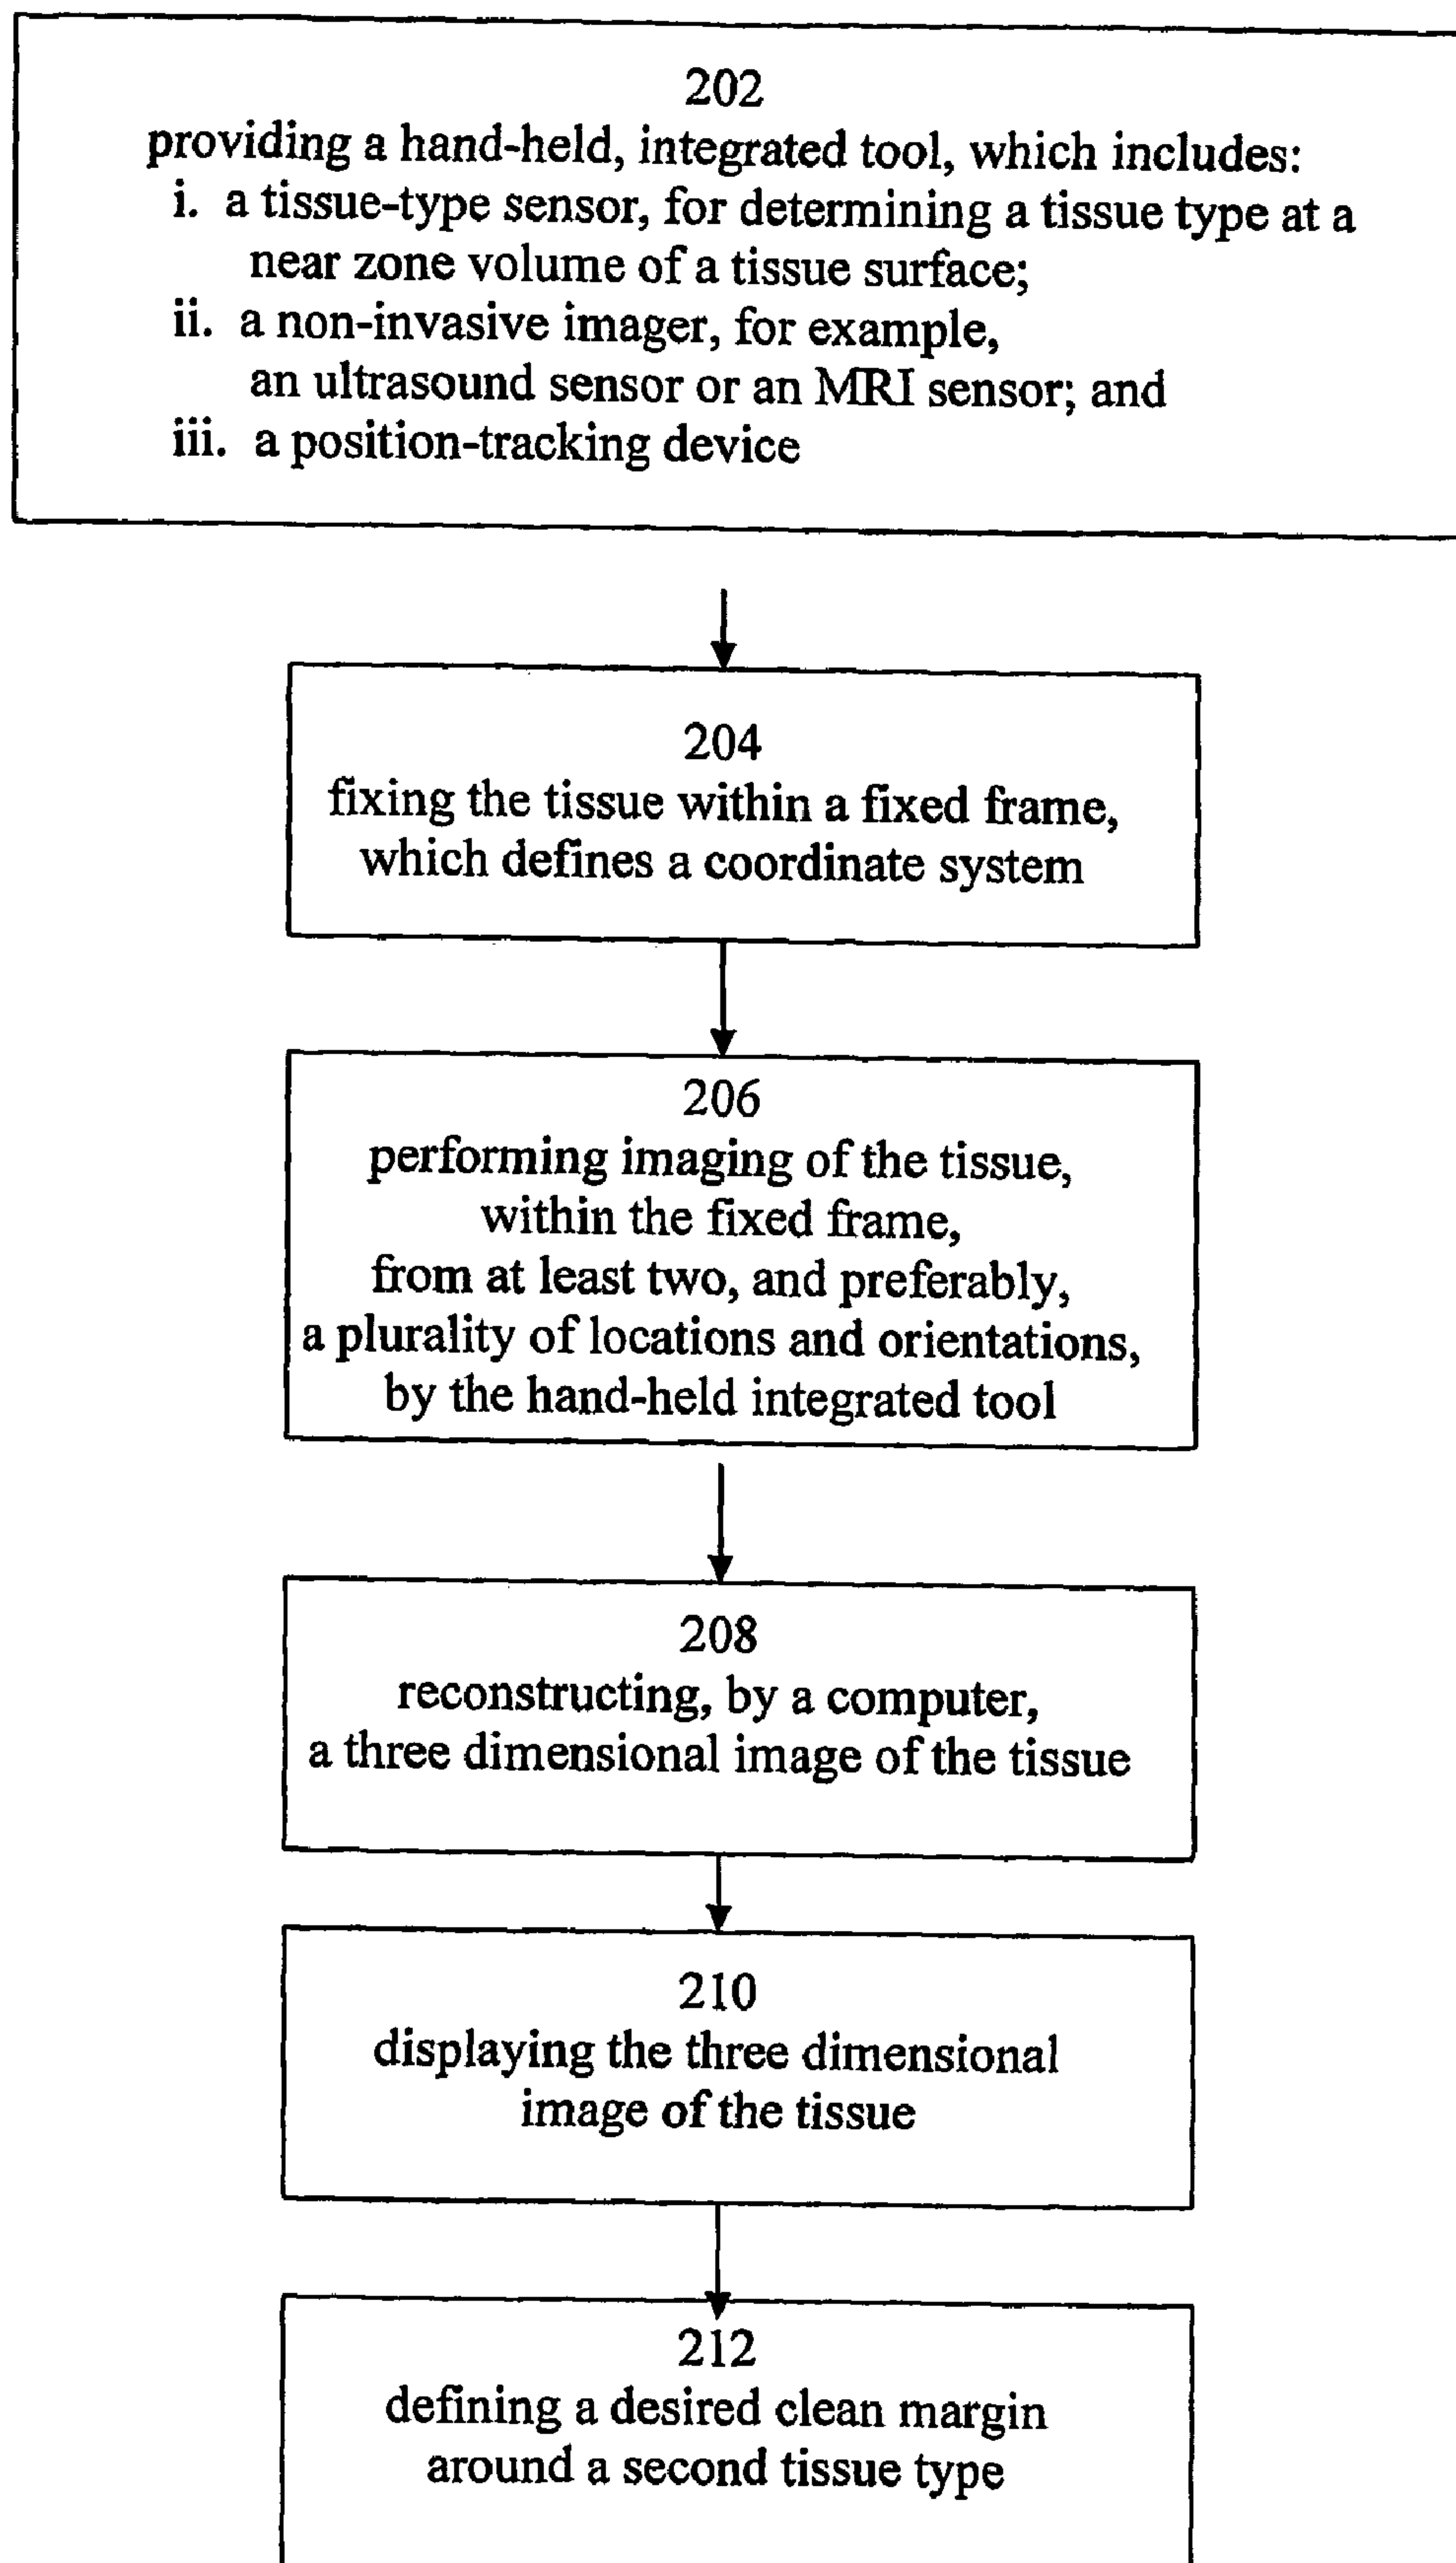 202
providing a hand-held, integrated tool, which includes:
i. a tissue-type sensor, for determining a tissue type at a
near zone volume of a tissue surface;
ii. a non-invasive imager, for example,
an ultrasound sensor or an MRI sensor; and
iii. a position-tracking device
204
fixing the tissue within a fixed frame,
which defines a coordinate system
206
performing imaging of the tissue,
within the fixed frame,
from at least two, and preferably,
a plurality of locations and orientations,
by the hand-held integrated tool
208
reconstructing, by a computer,
a three dimensional image of the tissue
210
displaying the three dimensional
image of the tissue
212
defining a desired clean margin
around a second tissue type